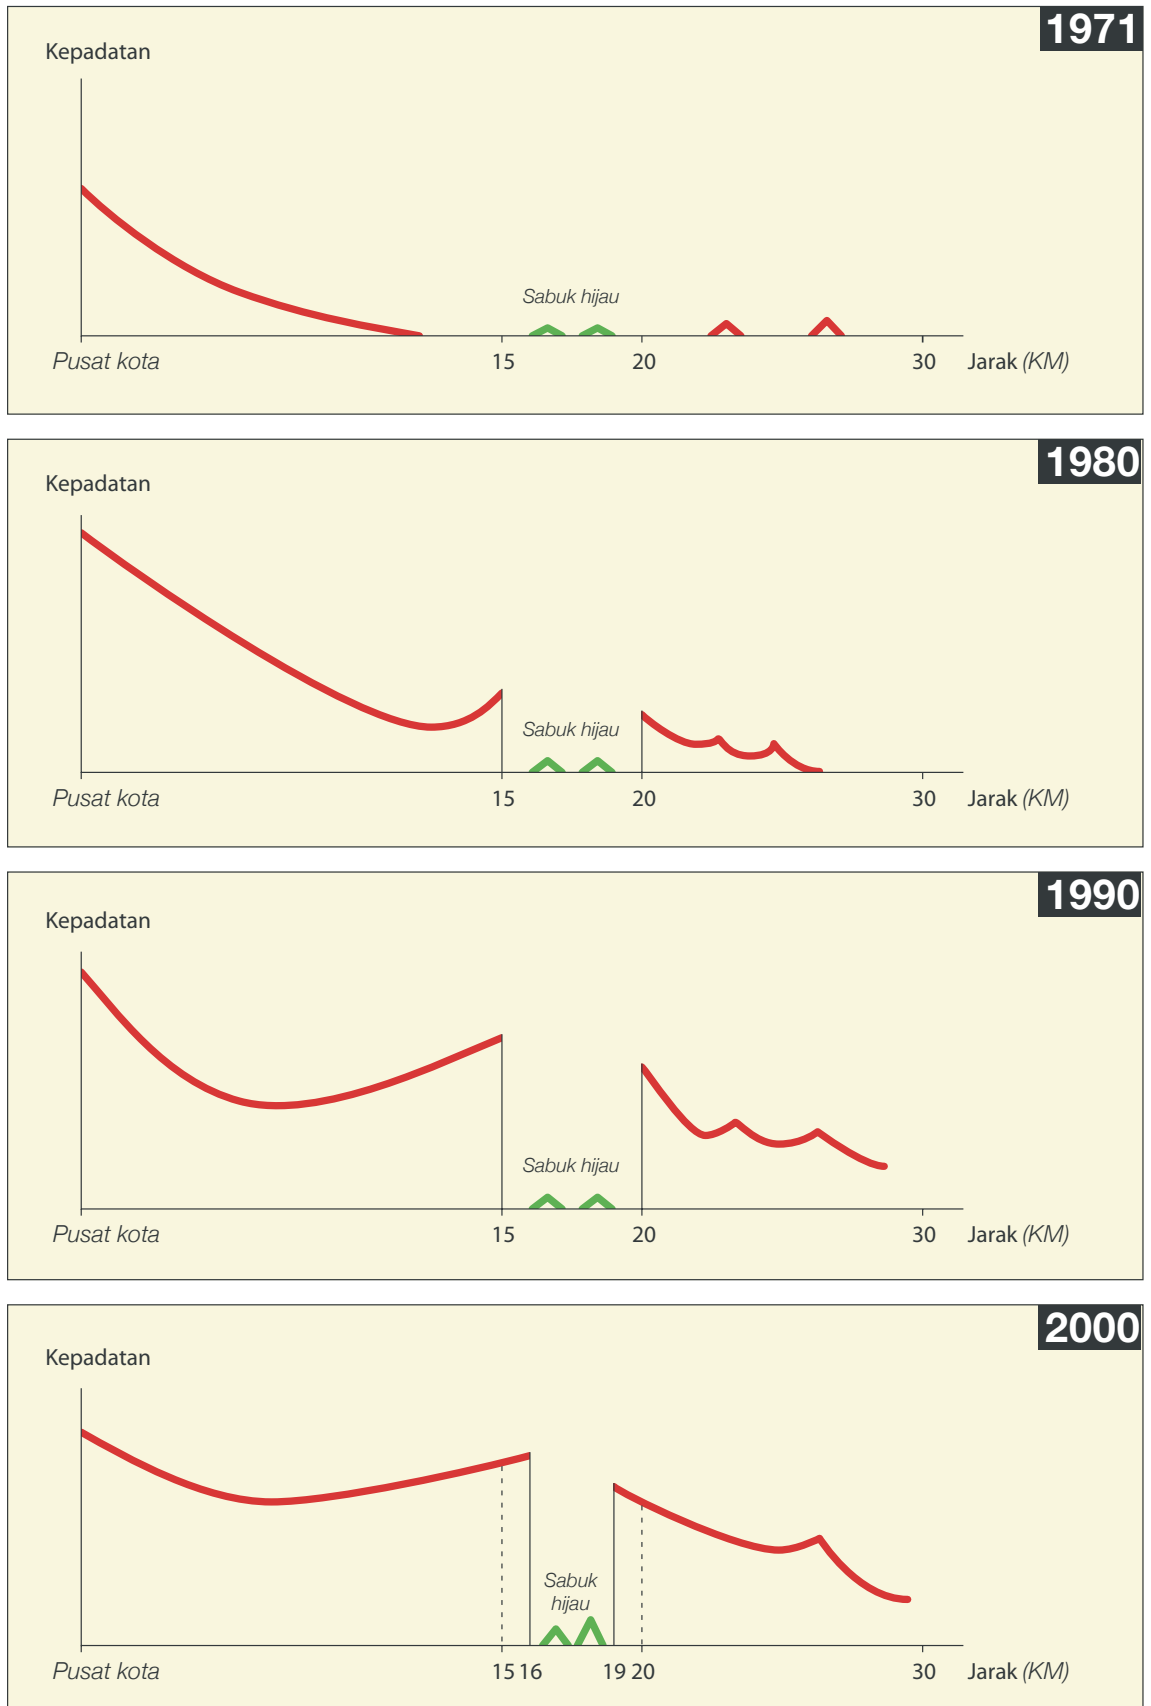 1971
Kepadatan
Sabuk hijau
Pusat kota 15 20 30 Jarak (KM)
1980
Kepadatan
Sabuk hijau
Pusat kota 15 20 30 Jarak (KM)
1990
Kepadatan
Sabuk hijau
Pusat kota 15 20 30 Jarak (KM)
2000
Kepadatan
Sabuk
hijau
Pusat kota 15 16 19 20 30 Jarak (KM)